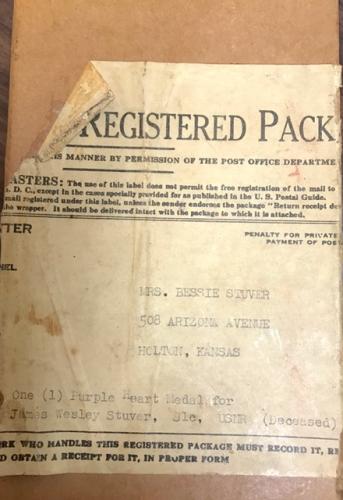 REGISTERED PACK
IS MANNER BY PERMISSION OF THE POST OFFICE DEPARTME
ASTERS: The use of this label does not permit the free registration of the mail to
D. C., except in the cases specially provided for as published in the U. S. Postal Guide.
mail registered under this label, unless the sender endorses the package "Return receipt de
he wrapper. It should be delivered intact with the package to which it is attached.
TTER
PENALTY FOR PRIVATE
PAYMENT OF POST
NEL
MRS. BESSIE STUVER
508 ARIZONA AVENUE
HOLTON, KANSAS
One (1) Purple Heart Medal for
James Wesley Stuver, S1c, USNR (Deceased)
ERK WHO HANDLES THIS REGISTERED PACKAGE MUST RECORD IT, RE
D OBTAIN A RECEIPT FOR IT, IN PROPER FORM